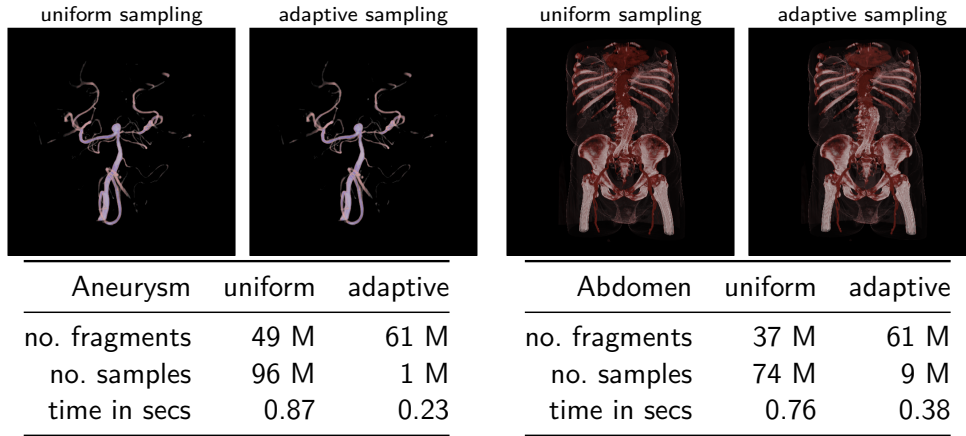 uniform sampling adaptive sampling uniform sampling adaptive sampling
Aneurysm uniform adaptive
no. fragments 49 M 61 M
no. samples 96 M 1 M
time in secs 0.87 0.23
Abdomen uniform adaptive
no. fragments 37 M 61 M
no. samples 74 M 9 M
time in secs 0.76 0.38